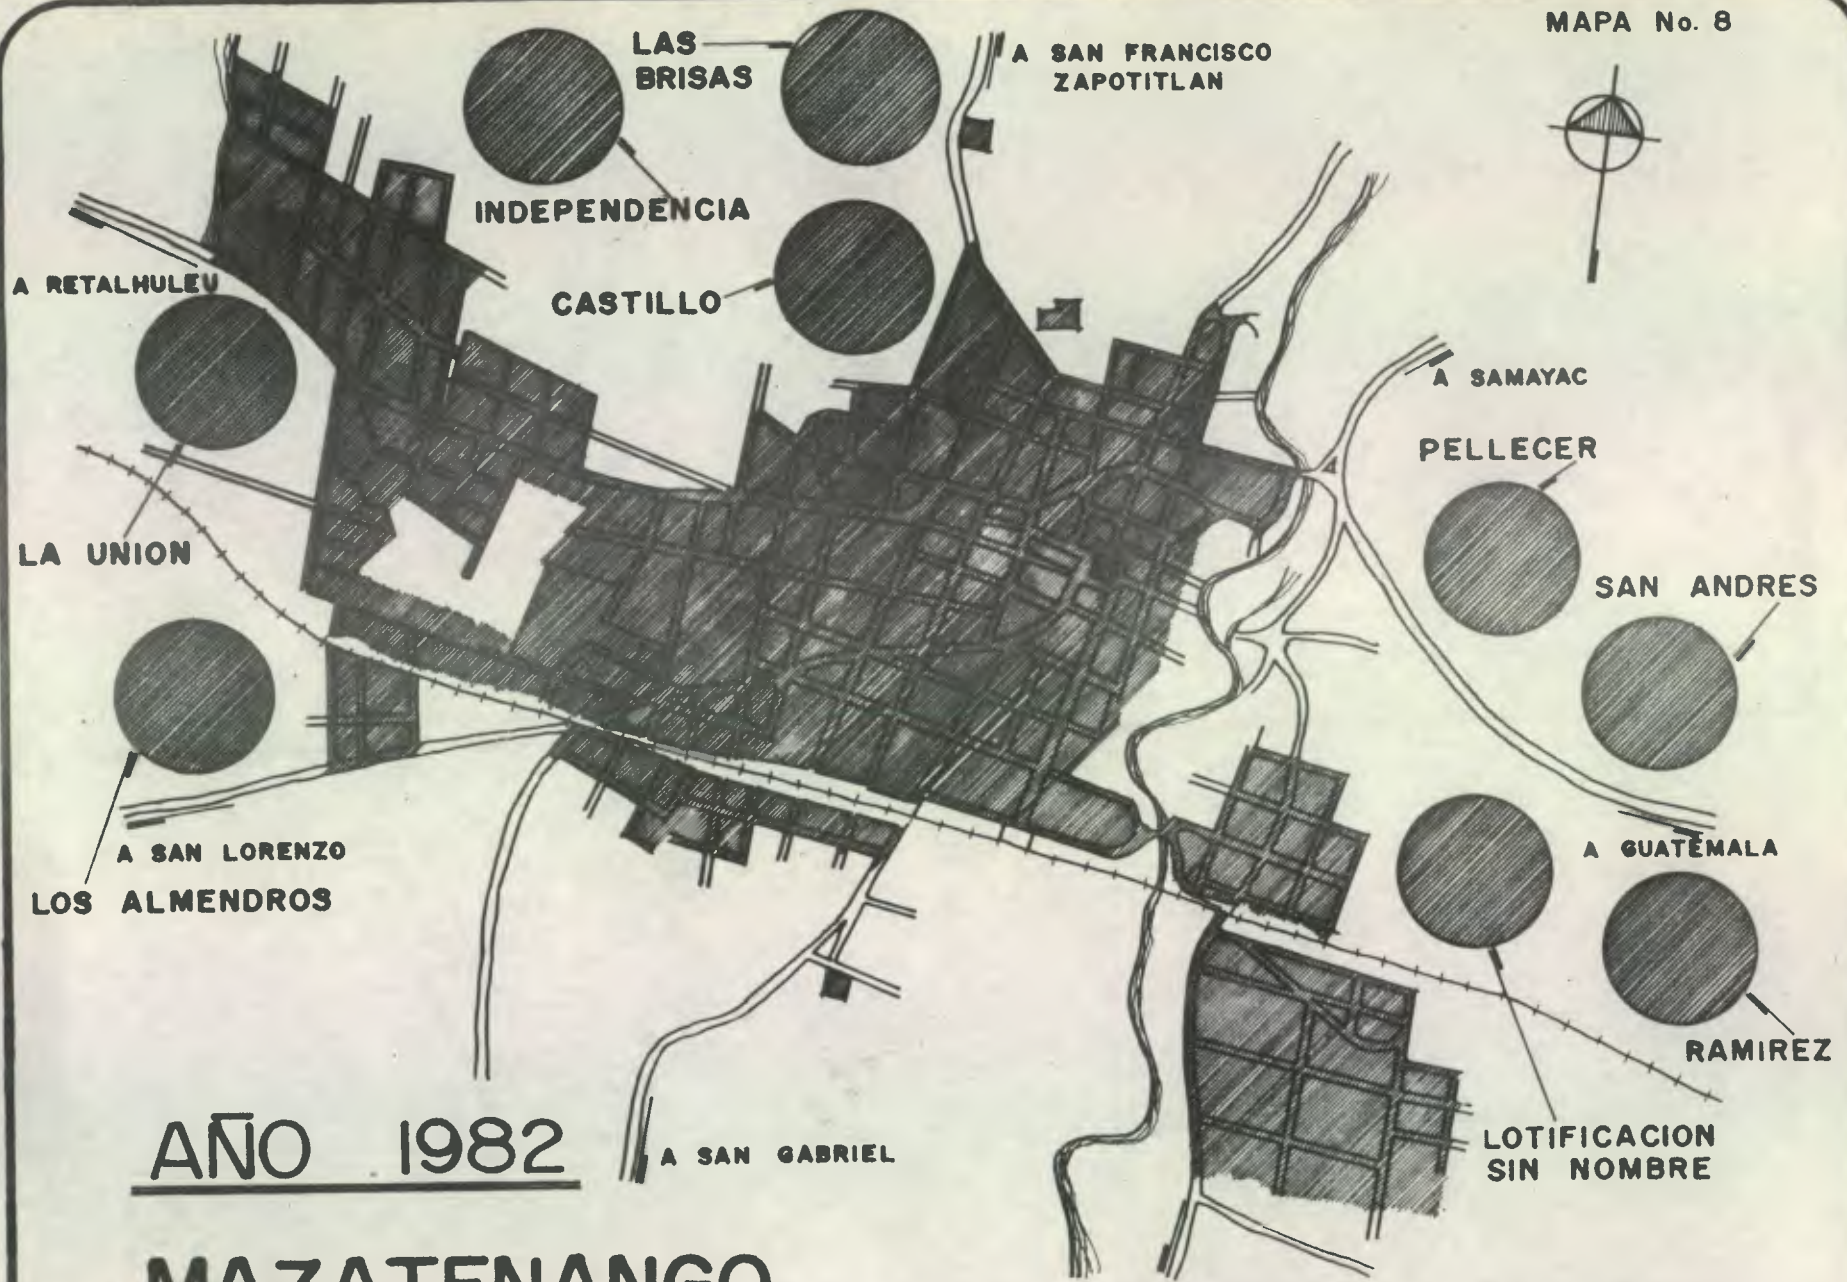 MAPA No. 8
LAS
BRISAS
A SAN FRANCISCO
ZAPOTITLAN
INDEPENDENCIA
A RETALHULEU
CASTILLO
A SAMAYAC
PELLECER
LA UNION
SAN ANDRES
A SAN LORENZO
LOS ALMENDROS
A GUATEMALA
RAMIREZ
LOTIFICACION
SIN NOMBRE
AÑO 1982
A SAN GABRIEL
MAZATENANGO